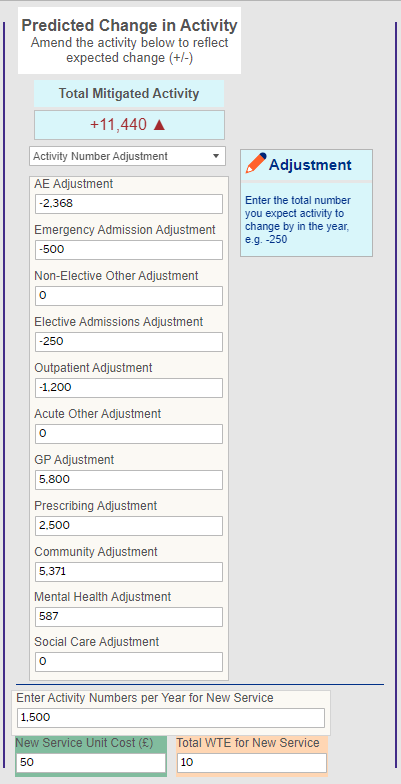 Predicted Change in Activity
Amend the activity below to reflect
expected change (+/-)
Total Mitigated Activity
+11,440 ▲
Activity Number Adjustment
Adjustment
Enter the total number
you expect activity to
change by in the year,
e.g. -250
AE Adjustment
-2,368
Emergency Admission Adjustment
-500
Non-Elective Other Adjustment
0
Elective Admissions Adjustment
-250
Outpatient Adjustment
-1,200
Acute Other Adjustment
0
GP Adjustment
5,800
Prescribing Adjustment
2,500
Community Adjustment
5,371
Mental Health Adjustment
587
Social Care Adjustment
0
Enter Activity Numbers per Year for New Service
1,500
New Service Unit Cost (£)
50
Total WTE for New Service
10